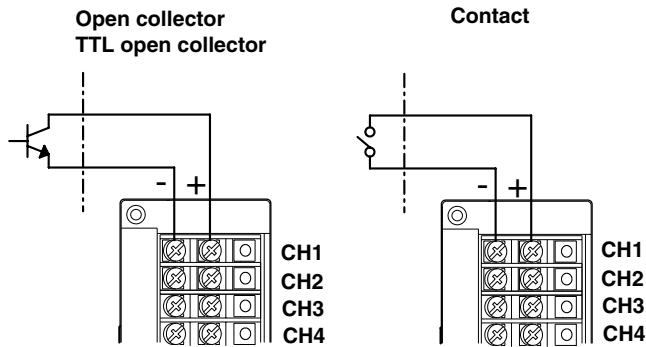 Open collector
TTL open collector
- +
CH1
CH2
CH3
CH4
Contact
- +
CH1
CH2
CH3
CH4